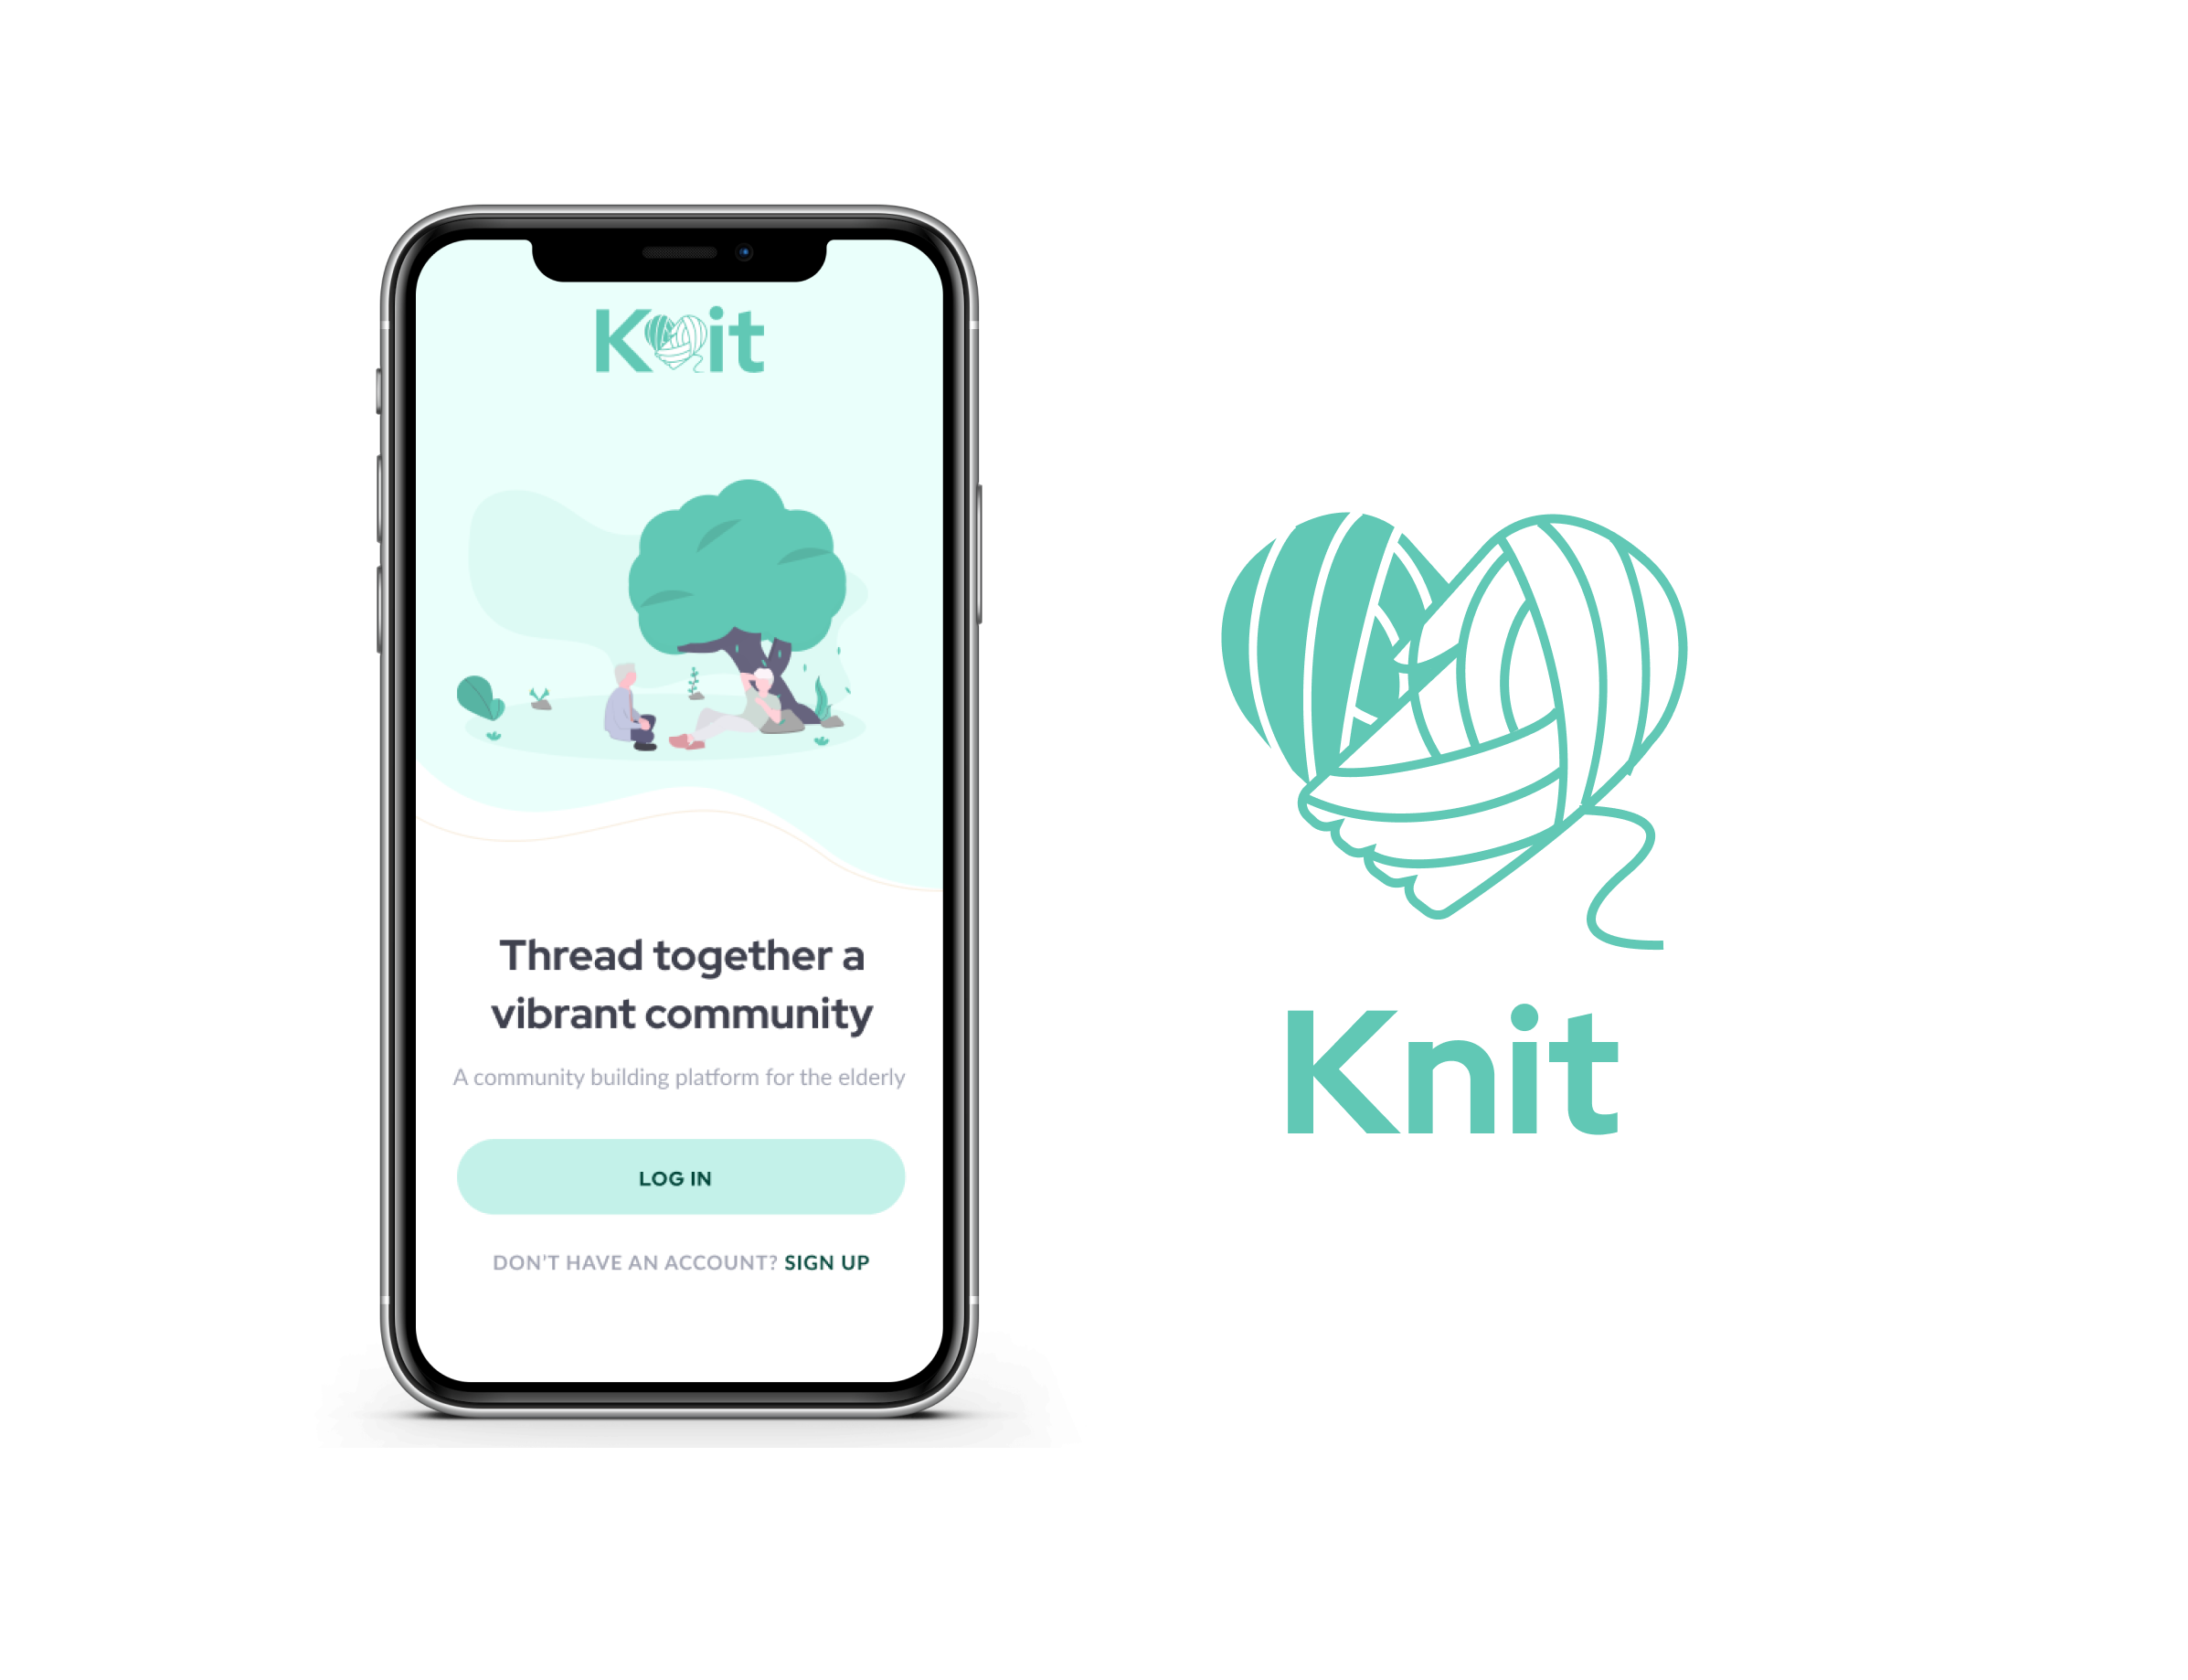 Knit
Thread together a
vibrant community
A community building platform for the elderly
LOG IN
DON'T HAVE AN ACCOUNT? SIGN UP
Knit